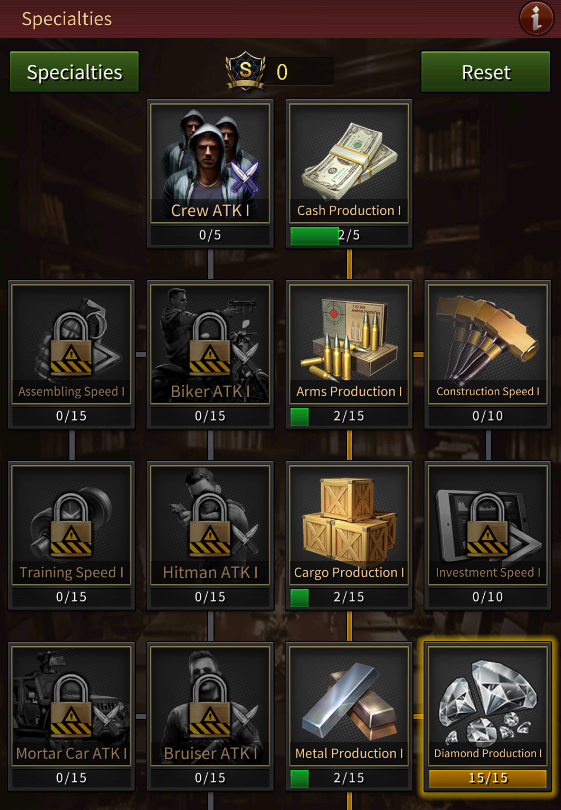 Specialties
i
Specialties
S
0
Reset
Crew ATK I
Cash Production I
0/5
2/5
Assembling Speed I
Biker ATK I
Arms Production I
Construction Speed I
0/15
0/15
2/15
0/10
Training Speed I
Hitman ATK I
Cargo Production I
Investment Speed I
0/15
0/15
2/15
0/10
Mortar Car ATK I
Bruiser ATK I
Metal Production I
Diamond Production I
0/15
0/15
2/15
15/15